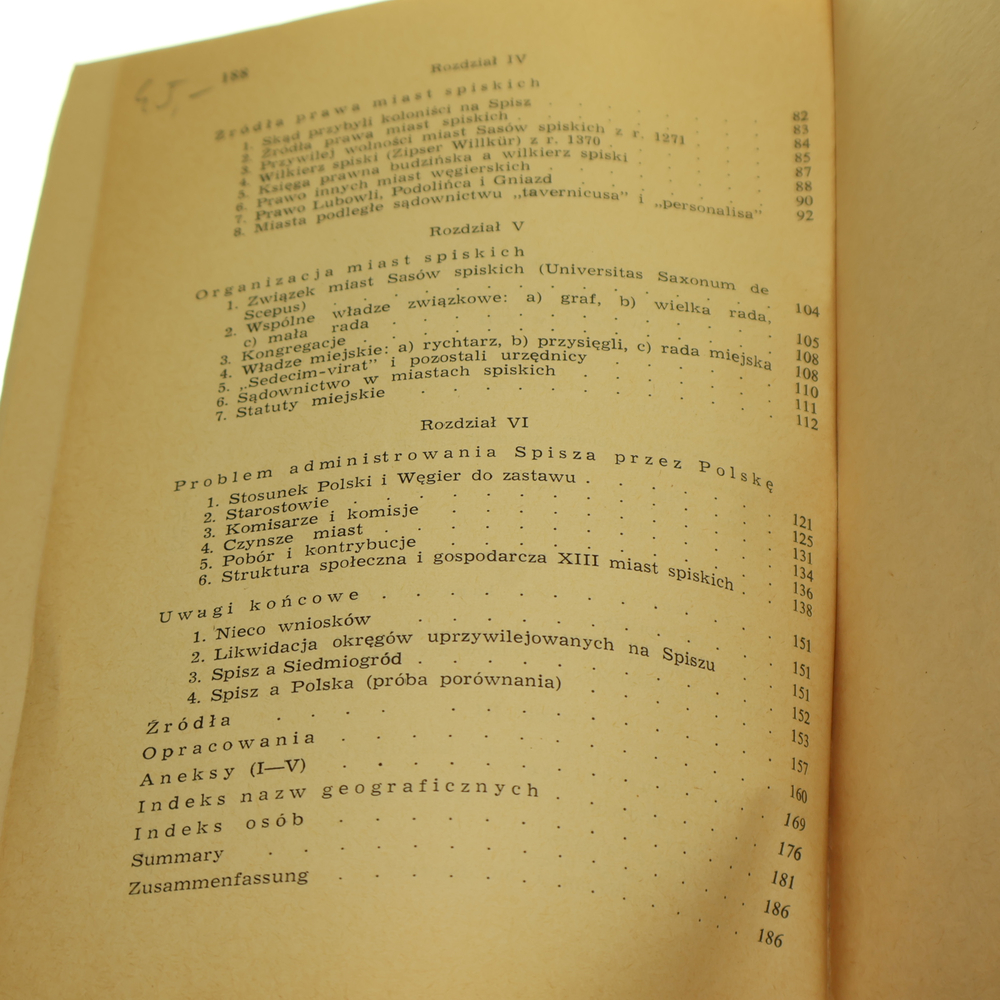 188
Rozdział IV
Źródła prawa miast spiskich
1. Skąd przybyli koloniści na Spisz . . . . . 82
2. Źródła prawa miast spiskich . . . . . 83
3. Przywilej wolności miast Sasów spiskich z r. 1271 . 84
4. Wilkierz spiski (Zipser Willkür) z r. 1370 . . . 85
5. Księga prawna budzińska a wilkierz spiski . . . 87
6. Prawo innych miast węgierskich . . . . . 88
7. Prawo Lubowli, Podolińca i Gniazd . . . . . 90
8. Miasta podległe sądownictwu „tavernicusa” i „personalisa” 92
Rozdział V
Organizacja miast spiskich
1. Związek miast Sasów spiskich (Universitas Saxonum de
Scepus) . . . . . . . . 104
2. Wspólne władze związkowe: a) graf, b) wielka rada,
c) mała rada . . . . . . . . 105
3. Kongregacje . . . . . . . . 108
4. Władze miejskie: a) rychtarz, b) przysięgli, c) rada miejska 108
5. „Sedecim-virat” i pozostali urzędnicy . . . . 110
6. Sądownictwo w miastach spiskich . . . . . 111
7. Statuty miejskie . . . . . . . 112
Rozdział VI
Problem administrowania Spisza przez Polskę
1. Stosunek Polski i Węgier do zastawu . . . . . 121
2. Starostowie . . . . . . . . 125
3. Komisarze i komisje . . . . . . . 131
4. Czynsze miast . . . . . . . . 134
5. Pobór i kontrybucje . . . . . . . 136
6. Struktura społeczna i gospodarcza XIII miast spiskich . 138
Uwagi końcowe . . . . . . . . 151
1. Nieco wniosków . . . . . . . 151
2. Likwidacja okręgów uprzywilejowanych na Spiszu . . 151
3. Spisz a Siedmiogród . . . . . . . 152
4. Spisz a Polska (próba porównania) . . . . . 153
Źródła . . . . . . . . . 157
Opracowania . . . . . . . . 160
Aneksy (I—V) . . . . . . . . 169
Indeks nazw geograficznych . . . . . . 176
Indeks osób . . . . . . . . 181
Summary . . . . . . . . . 186
Zusammenfassung . . . . . . . . 186